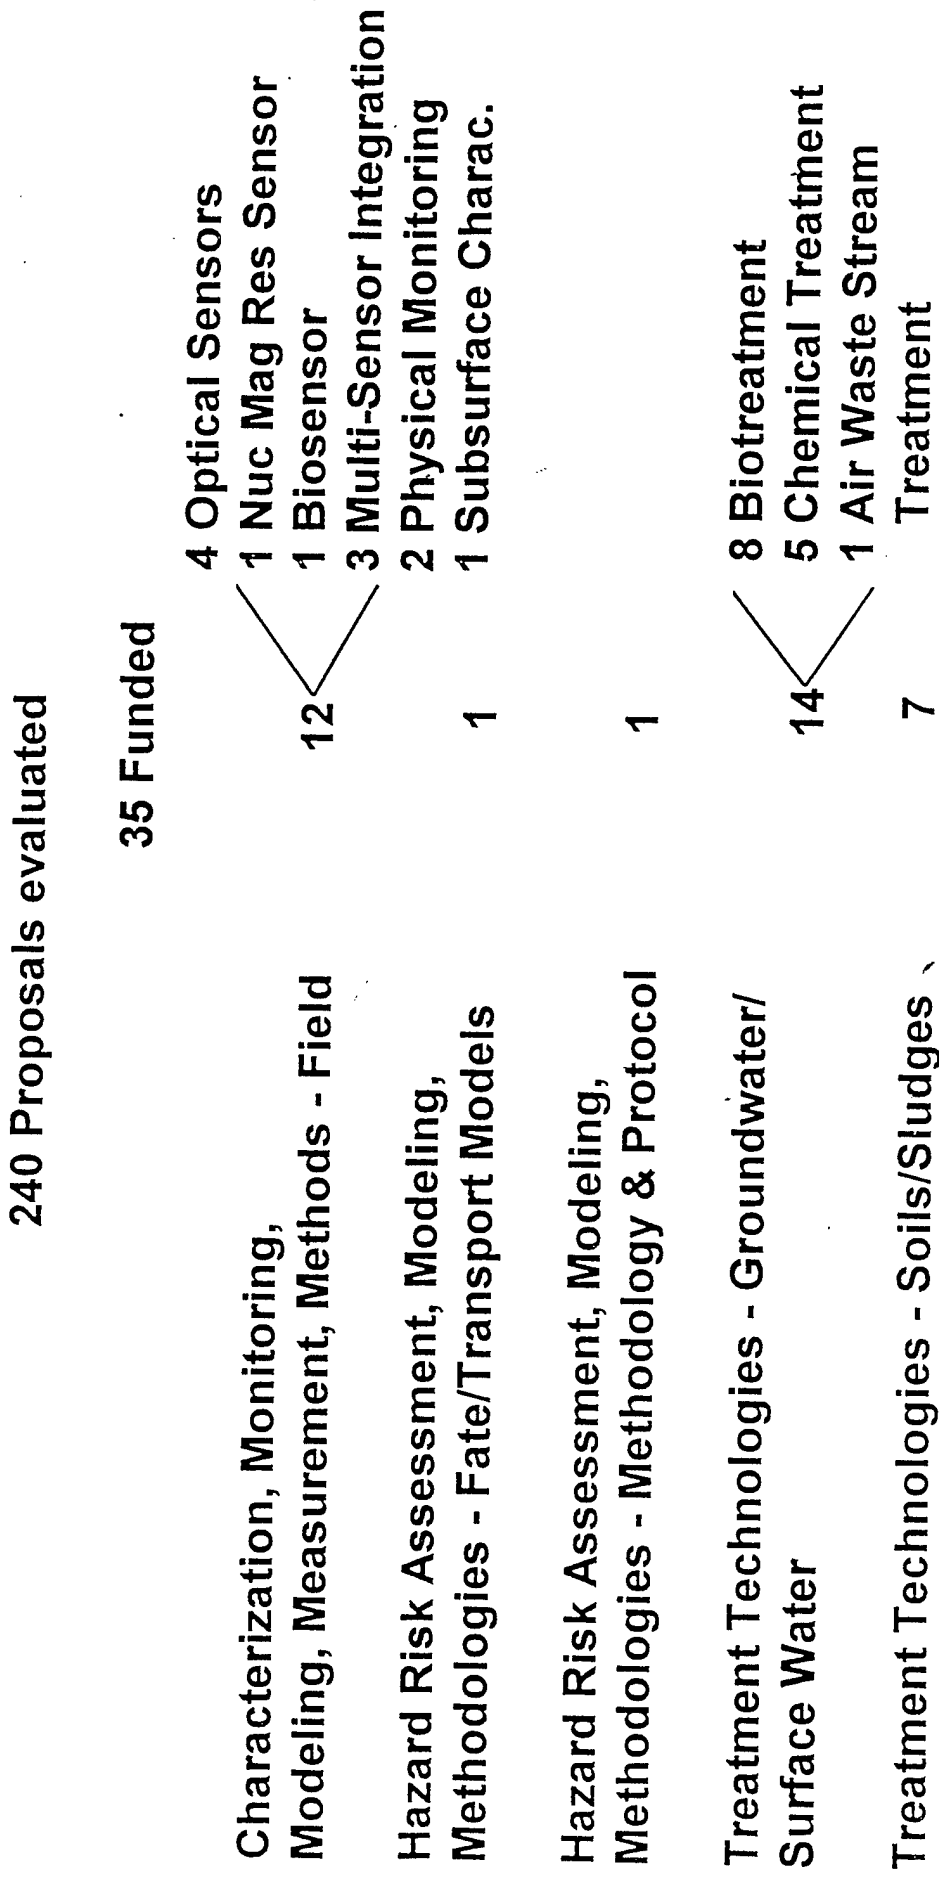 240 Proposals evaluated
35 Funded
Characterization, Monitoring,
Modeling, Measurement, Methods - Field
12
4 Optical Sensors
1 Nuc Mag Res Sensor
1 Biosensor
3 Multi-Sensor Integration
2 Physical Monitoring
1 Subsurface Charac.
Hazard Risk Assessment, Modeling,
Methodologies - Fate/Transport Models
1
Hazard Risk Assessment, Modeling,
Methodologies - Methodology & Protocol
1
Treatment Technologies - Groundwater/
Surface Water
14
8 Biotreatment
5 Chemical Treatment
1 Air Waste Stream
Treatment
Treatment Technologies - Soils/Sludges
7